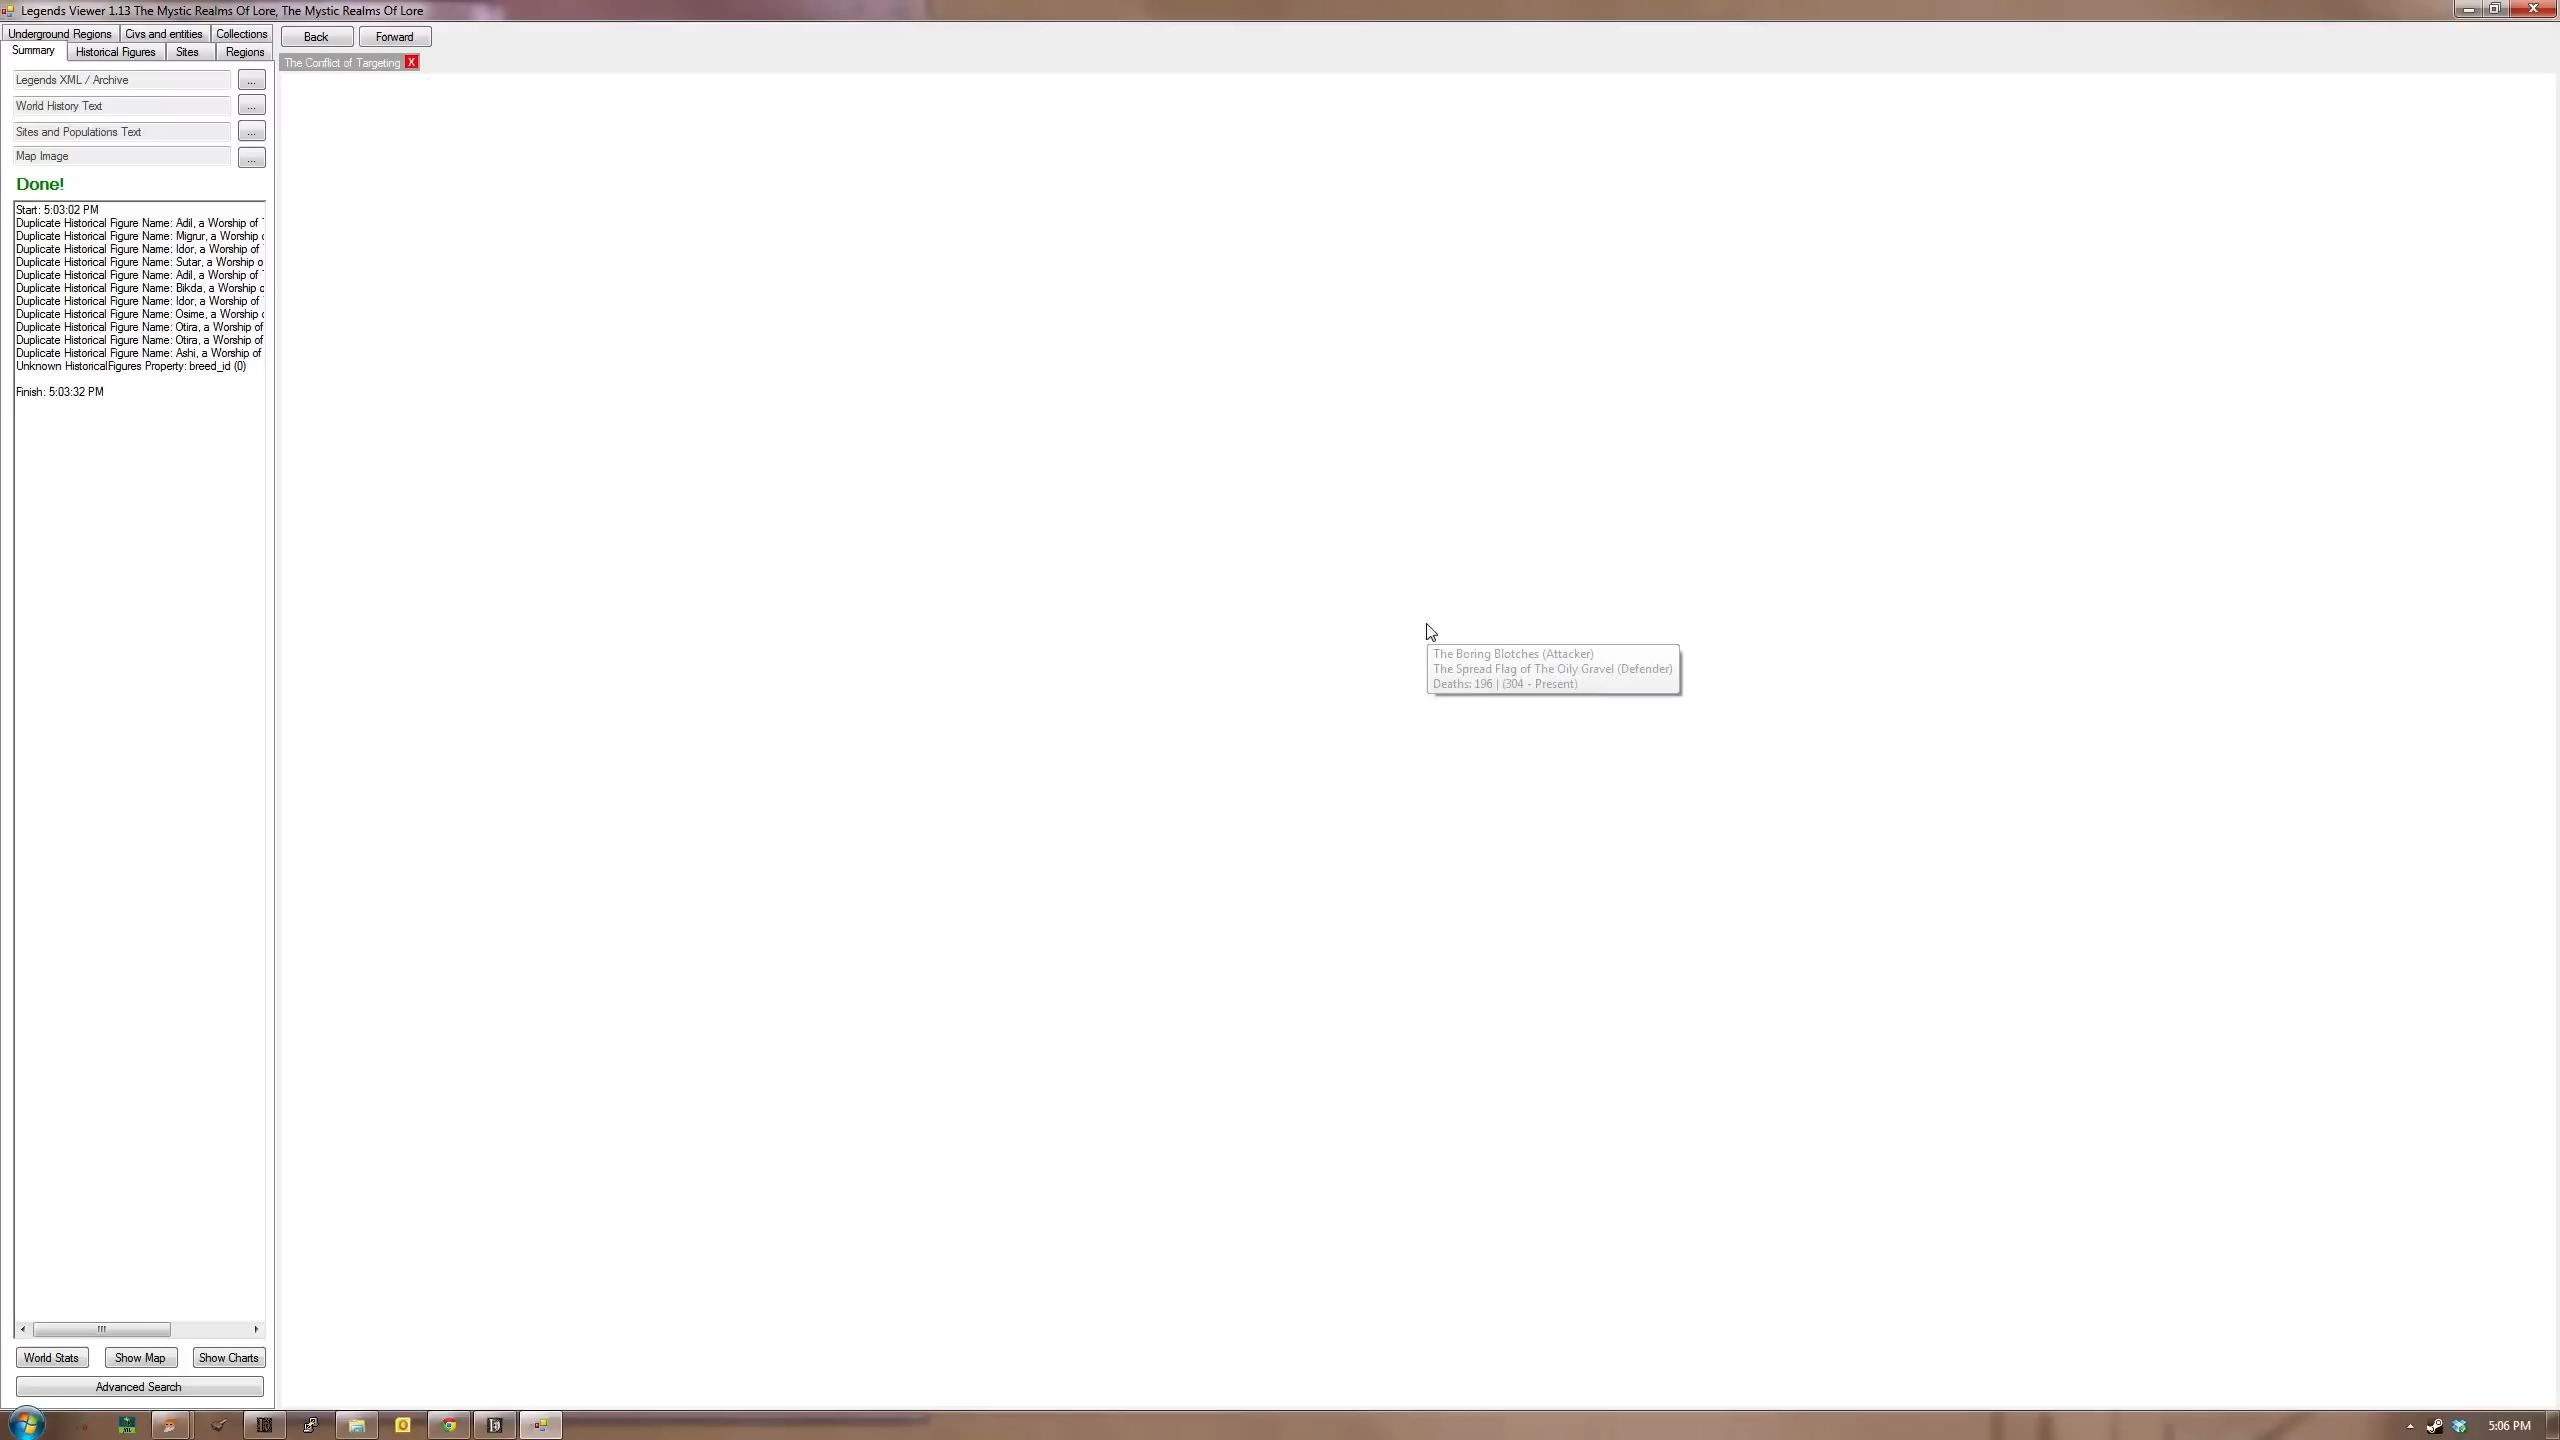 Legends Viewer 1.13 The Mystic Realms Of Lore, The Mystic Realms Of Lore
Underground Regions Civs and entities Collections
Summary Historical Figures Sites Regions
Back Forward
The Conflict of Targeting X
Legends XML / Archive ...
World History Text ...
Sites and Populations Text ...
Map Image ...
Done!
Start: 5:03:02 PM
Duplicate Historical Figure Name: Adil, a Worship of
Duplicate Historical Figure Name: Migrur, a Worship
Duplicate Historical Figure Name: Idor, a Worship of
Duplicate Historical Figure Name: Sutar, a Worship
Duplicate Historical Figure Name: Adil, a Worship of
Duplicate Historical Figure Name: Bikda, a Worship
Duplicate Historical Figure Name: Idor, a Worship of
Duplicate Historical Figure Name: Osime, a Worship
Duplicate Historical Figure Name: Otira, a Worship of
Duplicate Historical Figure Name: Otira, a Worship of
Duplicate Historical Figure Name: Ashi, a Worship of
Unknown HistoricalFigures Property: breed_id (0)
Finish: 5:03:32 PM
The Boring Blotches (Attacker)
The Spread Flag of The Oily Gravel (Defender)
Deaths: 196 | (304 - Present)
World Stats Show Map Show Charts
Advanced Search
5:06 PM